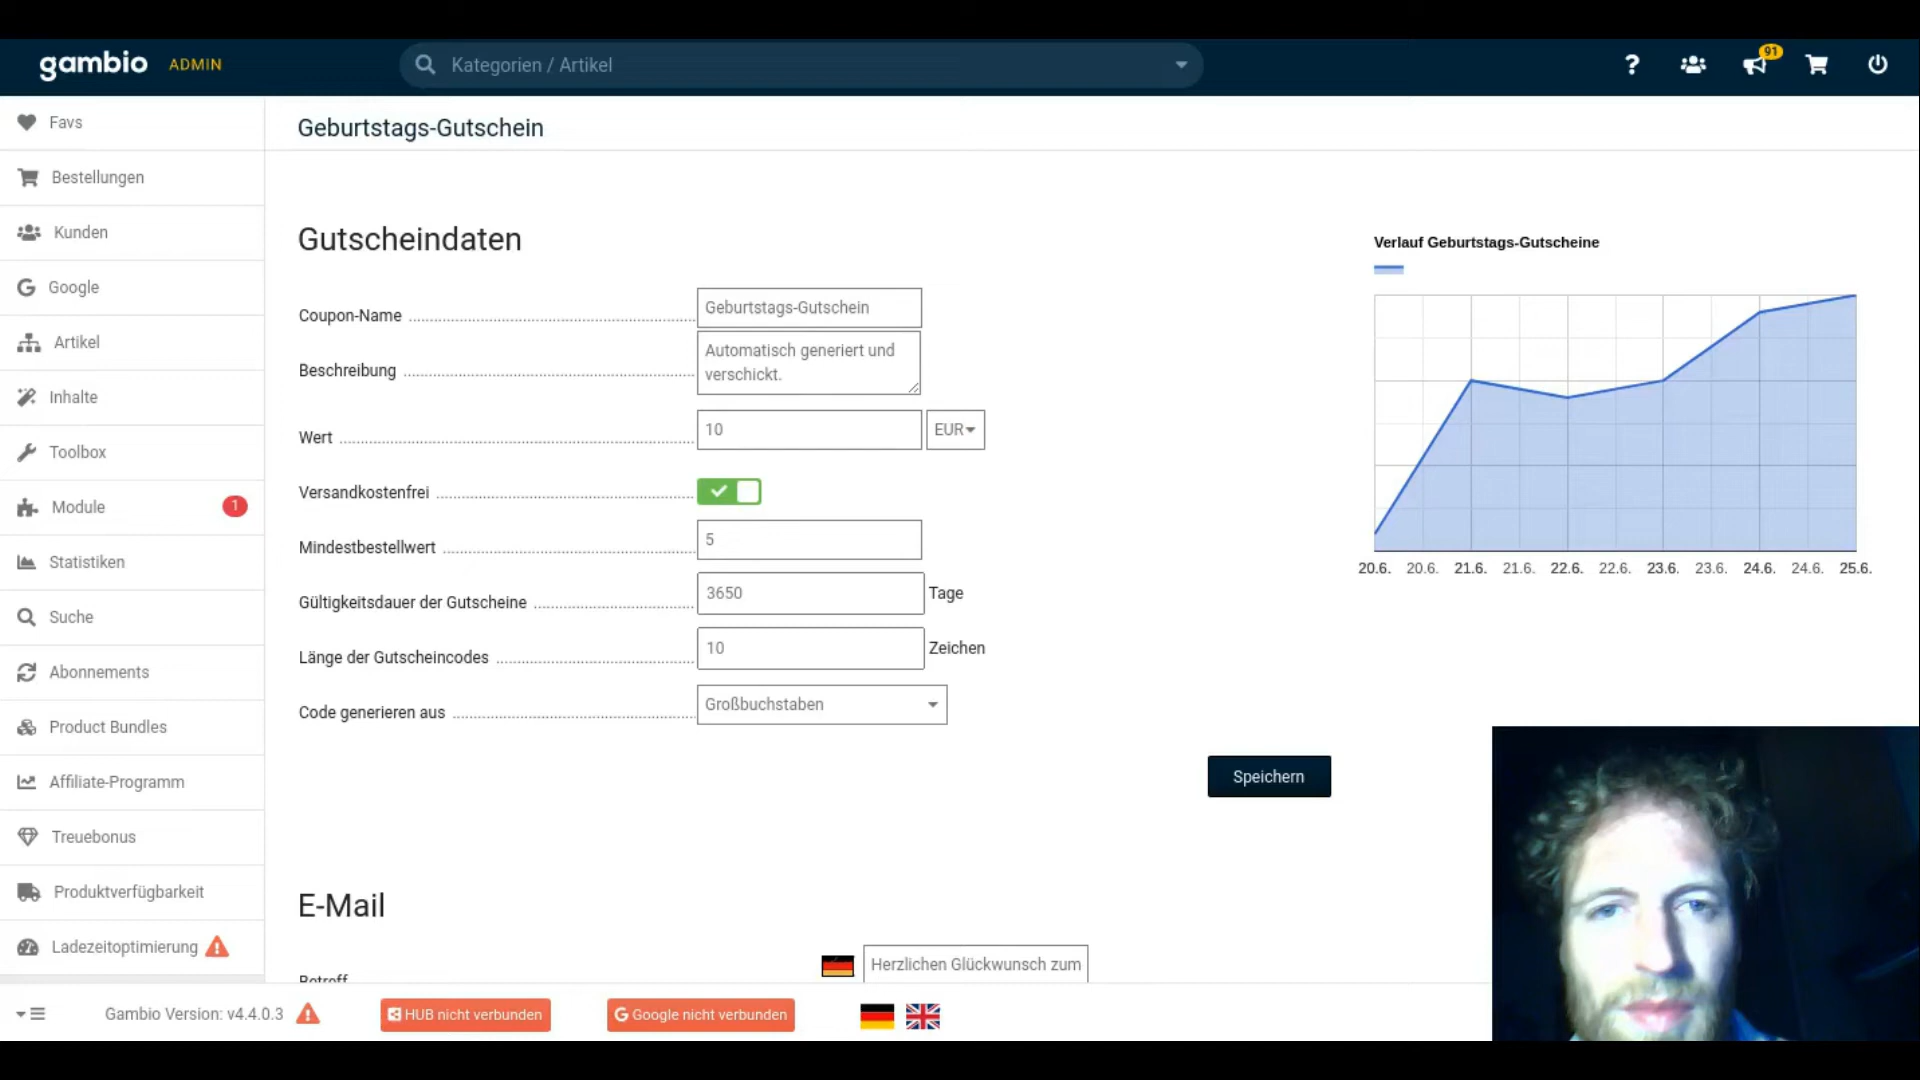 gambio ADMIN
Kategorien / Artikel
91
Favs
Bestellungen
Kunden
Google
Artikel
Inhalte
Toolbox
Module 1
Statistiken
Suche
Abonnements
Product Bundles
Affiliate-Programm
Treuebonus
Produktverfügbarkeit
Ladezeitoptimierung
Geburtstags-Gutschein
Gutscheindaten
Coupon-Name Geburtstags-Gutschein
Beschreibung Automatisch generiert und
verschickt.
Wert 10 EUR
Versandkostenfrei
Mindestbestellwert 5
Gültigkeitsdauer der Gutscheine 3650 Tage
Länge der Gutscheincodes 10 Zeichen
Code generieren aus Großbuchstaben
Speichern
Verlauf Geburtstags-Gutscheine
20.6. 20.6. 21.6. 21.6. 22.6. 22.6. 23.6. 23.6. 24.6. 24.6. 25.6.
E-Mail
Betreff Herzlichen Glückwunsch zum
Gambio Version: v4.4.0.3
HUB nicht verbunden
Google nicht verbunden